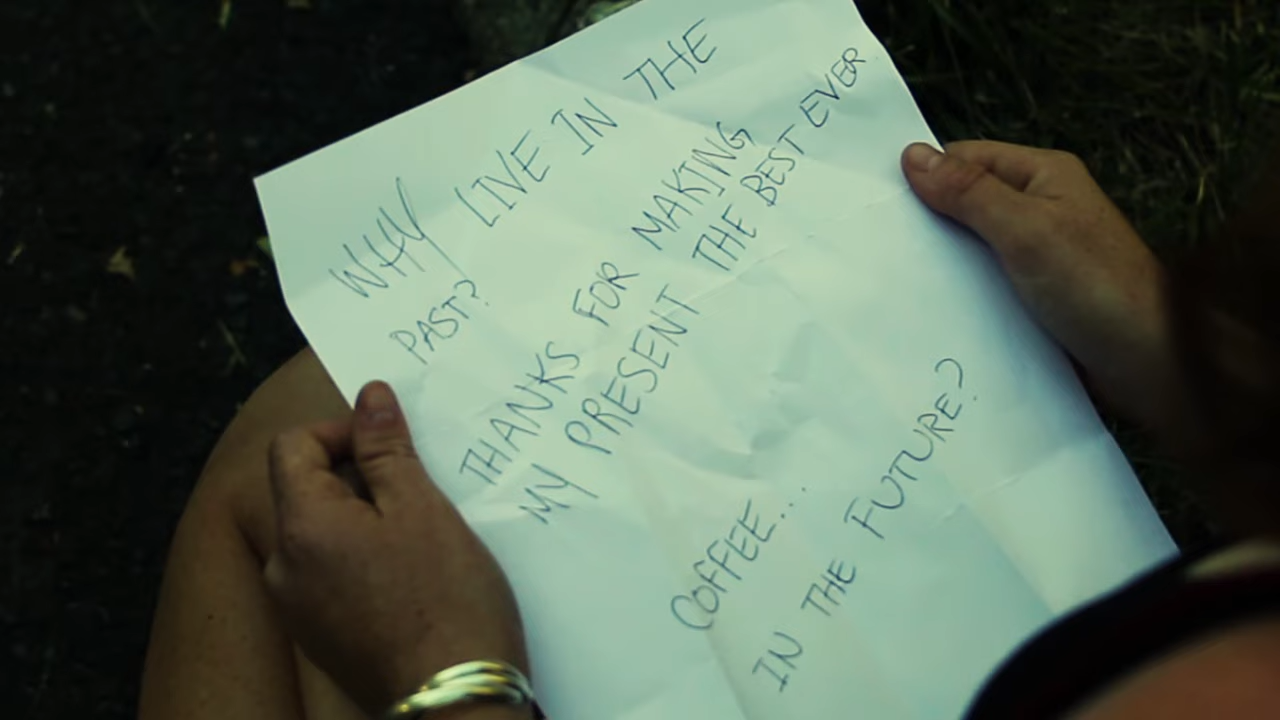 WHY LIVE IN THE
PAST?
THANKS FOR MAKING
MY PRESENT THE BEST EVER
COFFEE...
IN THE FUTURE?